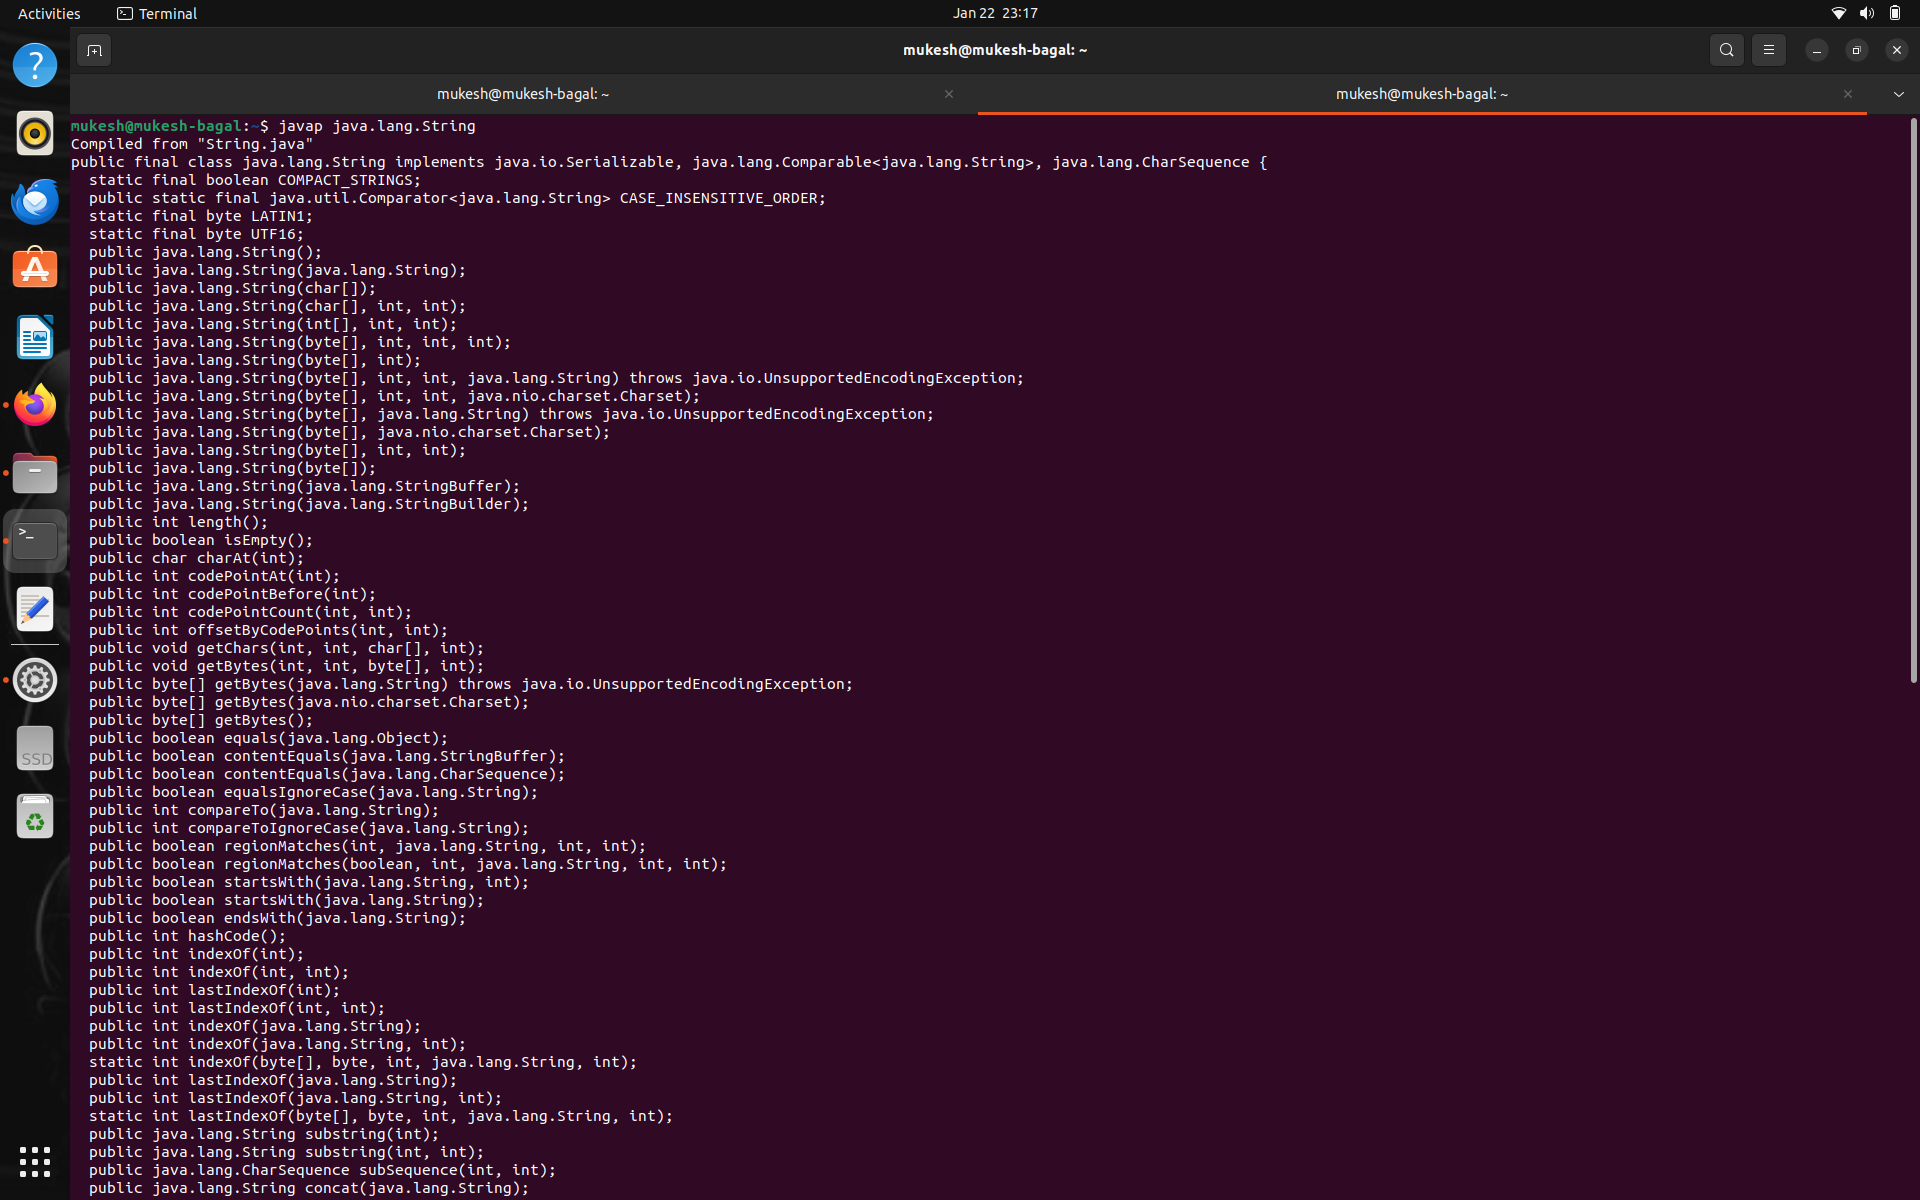 Activities
Terminal
Jan 22 23:17
mukesh@mukesh-bagal: ~
mukesh@mukesh-bagal: ~
mukesh@mukesh-bagal: ~
mukesh@mukesh-bagal:~$ javap java.lang.String
Compiled from "String.java"
public final class java.lang.String implements java.io.Serializable, java.lang.Comparable<java.lang.String>, java.lang.CharSequence {
  static final boolean COMPACT_STRINGS;
  public static final java.util.Comparator<java.lang.String> CASE_INSENSITIVE_ORDER;
  static final byte LATIN1;
  static final byte UTF16;
  public java.lang.String();
  public java.lang.String(java.lang.String);
  public java.lang.String(char[]);
  public java.lang.String(char[], int, int);
  public java.lang.String(int[], int, int);
  public java.lang.String(byte[], int, int, int);
  public java.lang.String(byte[], int);
  public java.lang.String(byte[], int, int, java.lang.String) throws java.io.UnsupportedEncodingException;
  public java.lang.String(byte[], int, int, java.nio.charset.Charset);
  public java.lang.String(byte[], java.lang.String) throws java.io.UnsupportedEncodingException;
  public java.lang.String(byte[], java.nio.charset.Charset);
  public java.lang.String(byte[], int, int);
  public java.lang.String(byte[]);
  public java.lang.String(java.lang.StringBuffer);
  public java.lang.String(java.lang.StringBuilder);
  public int length();
  public boolean isEmpty();
  public char charAt(int);
  public int codePointAt(int);
  public int codePointBefore(int);
  public int codePointCount(int, int);
  public int offsetByCodePoints(int, int);
  public void getChars(int, int, char[], int);
  public void getBytes(int, int, byte[], int);
  public byte[] getBytes(java.lang.String) throws java.io.UnsupportedEncodingException;
  public byte[] getBytes(java.nio.charset.Charset);
  public byte[] getBytes();
  public boolean equals(java.lang.Object);
  public boolean contentEquals(java.lang.StringBuffer);
  public boolean contentEquals(java.lang.CharSequence);
  public boolean equalsIgnoreCase(java.lang.String);
  public int compareTo(java.lang.String);
  public int compareToIgnoreCase(java.lang.String);
  public boolean regionMatches(int, java.lang.String, int, int);
  public boolean regionMatches(boolean, int, java.lang.String, int, int);
  public boolean startsWith(java.lang.String, int);
  public boolean startsWith(java.lang.String);
  public boolean endsWith(java.lang.String);
  public int hashCode();
  public int indexOf(int);
  public int indexOf(int, int);
  public int lastIndexOf(int);
  public int lastIndexOf(int, int);
  public int indexOf(java.lang.String);
  public int indexOf(java.lang.String, int);
  static int indexOf(byte[], byte, int, java.lang.String, int);
  public int lastIndexOf(java.lang.String);
  public int lastIndexOf(java.lang.String, int);
  static int lastIndexOf(byte[], byte, int, java.lang.String, int);
  public java.lang.String substring(int);
  public java.lang.String substring(int, int);
  public java.lang.CharSequence subSequence(int, int);
  public java.lang.String concat(java.lang.String);
SSD